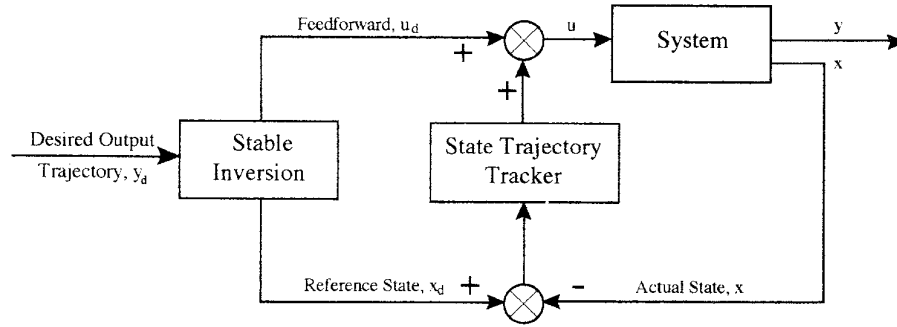 Feedforward, u_d
+
u
System
y
x
+
Desired Output
Trajectory, y_d
Stable
Inversion
State Trajectory
Tracker
Reference State, x_d
+
-
Actual State, x